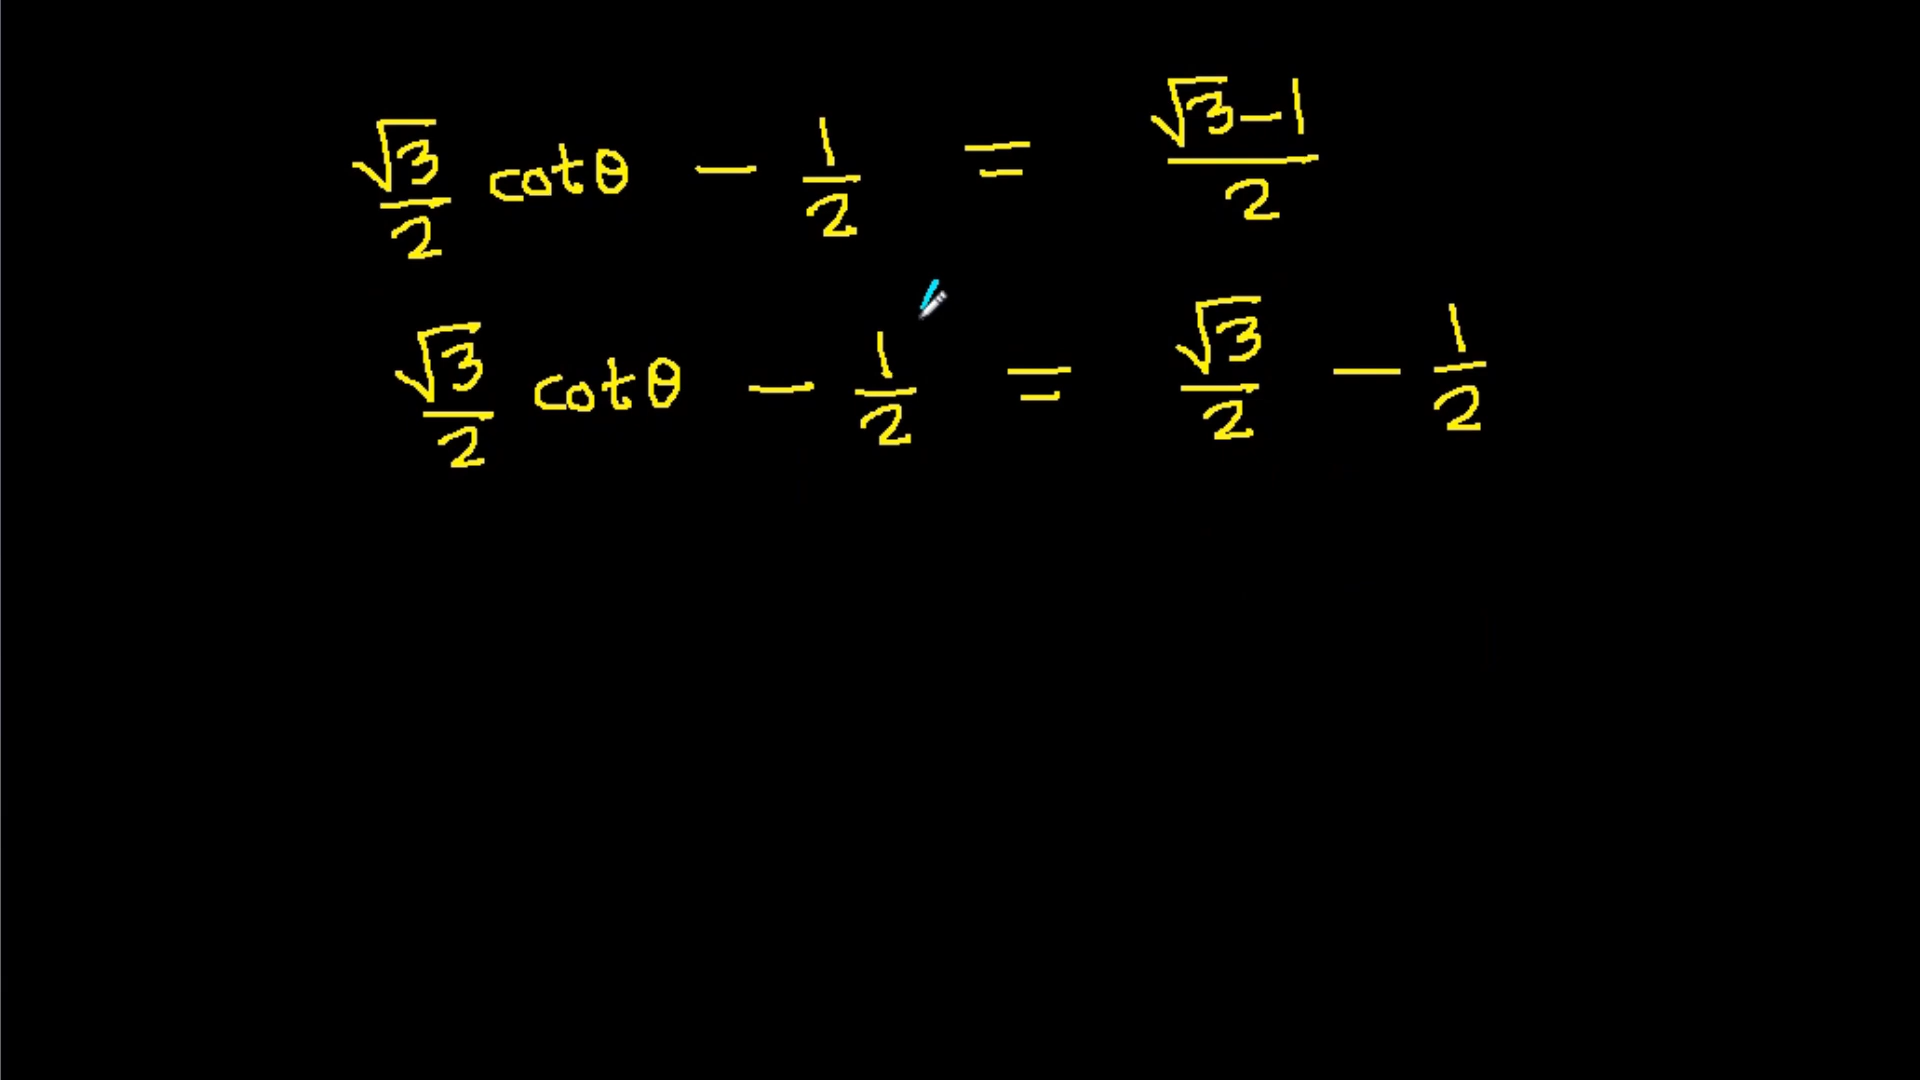 √3/2 cotθ - 1/2 = (√3-1)/2
√3/2 cotθ - 1/2 = √3/2 - 1/2